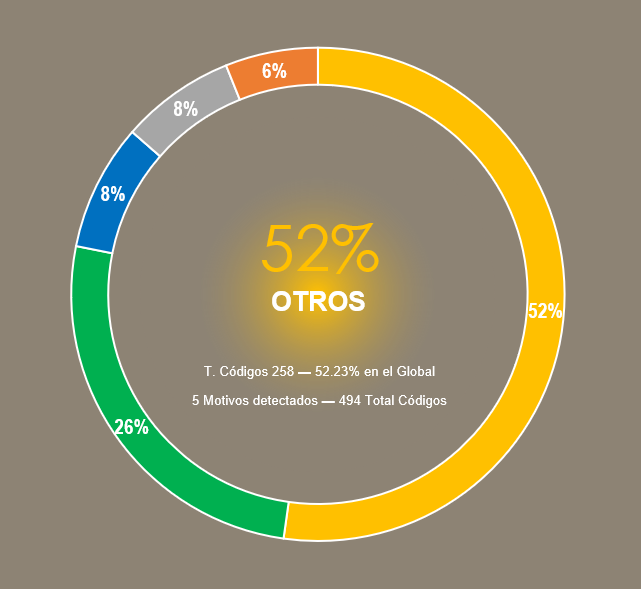 6%
8%
8%
52%
OTROS
52%
T. Códigos 258 — 52.23% en el Global
5 Motivos detectados — 494 Total Códigos
26%